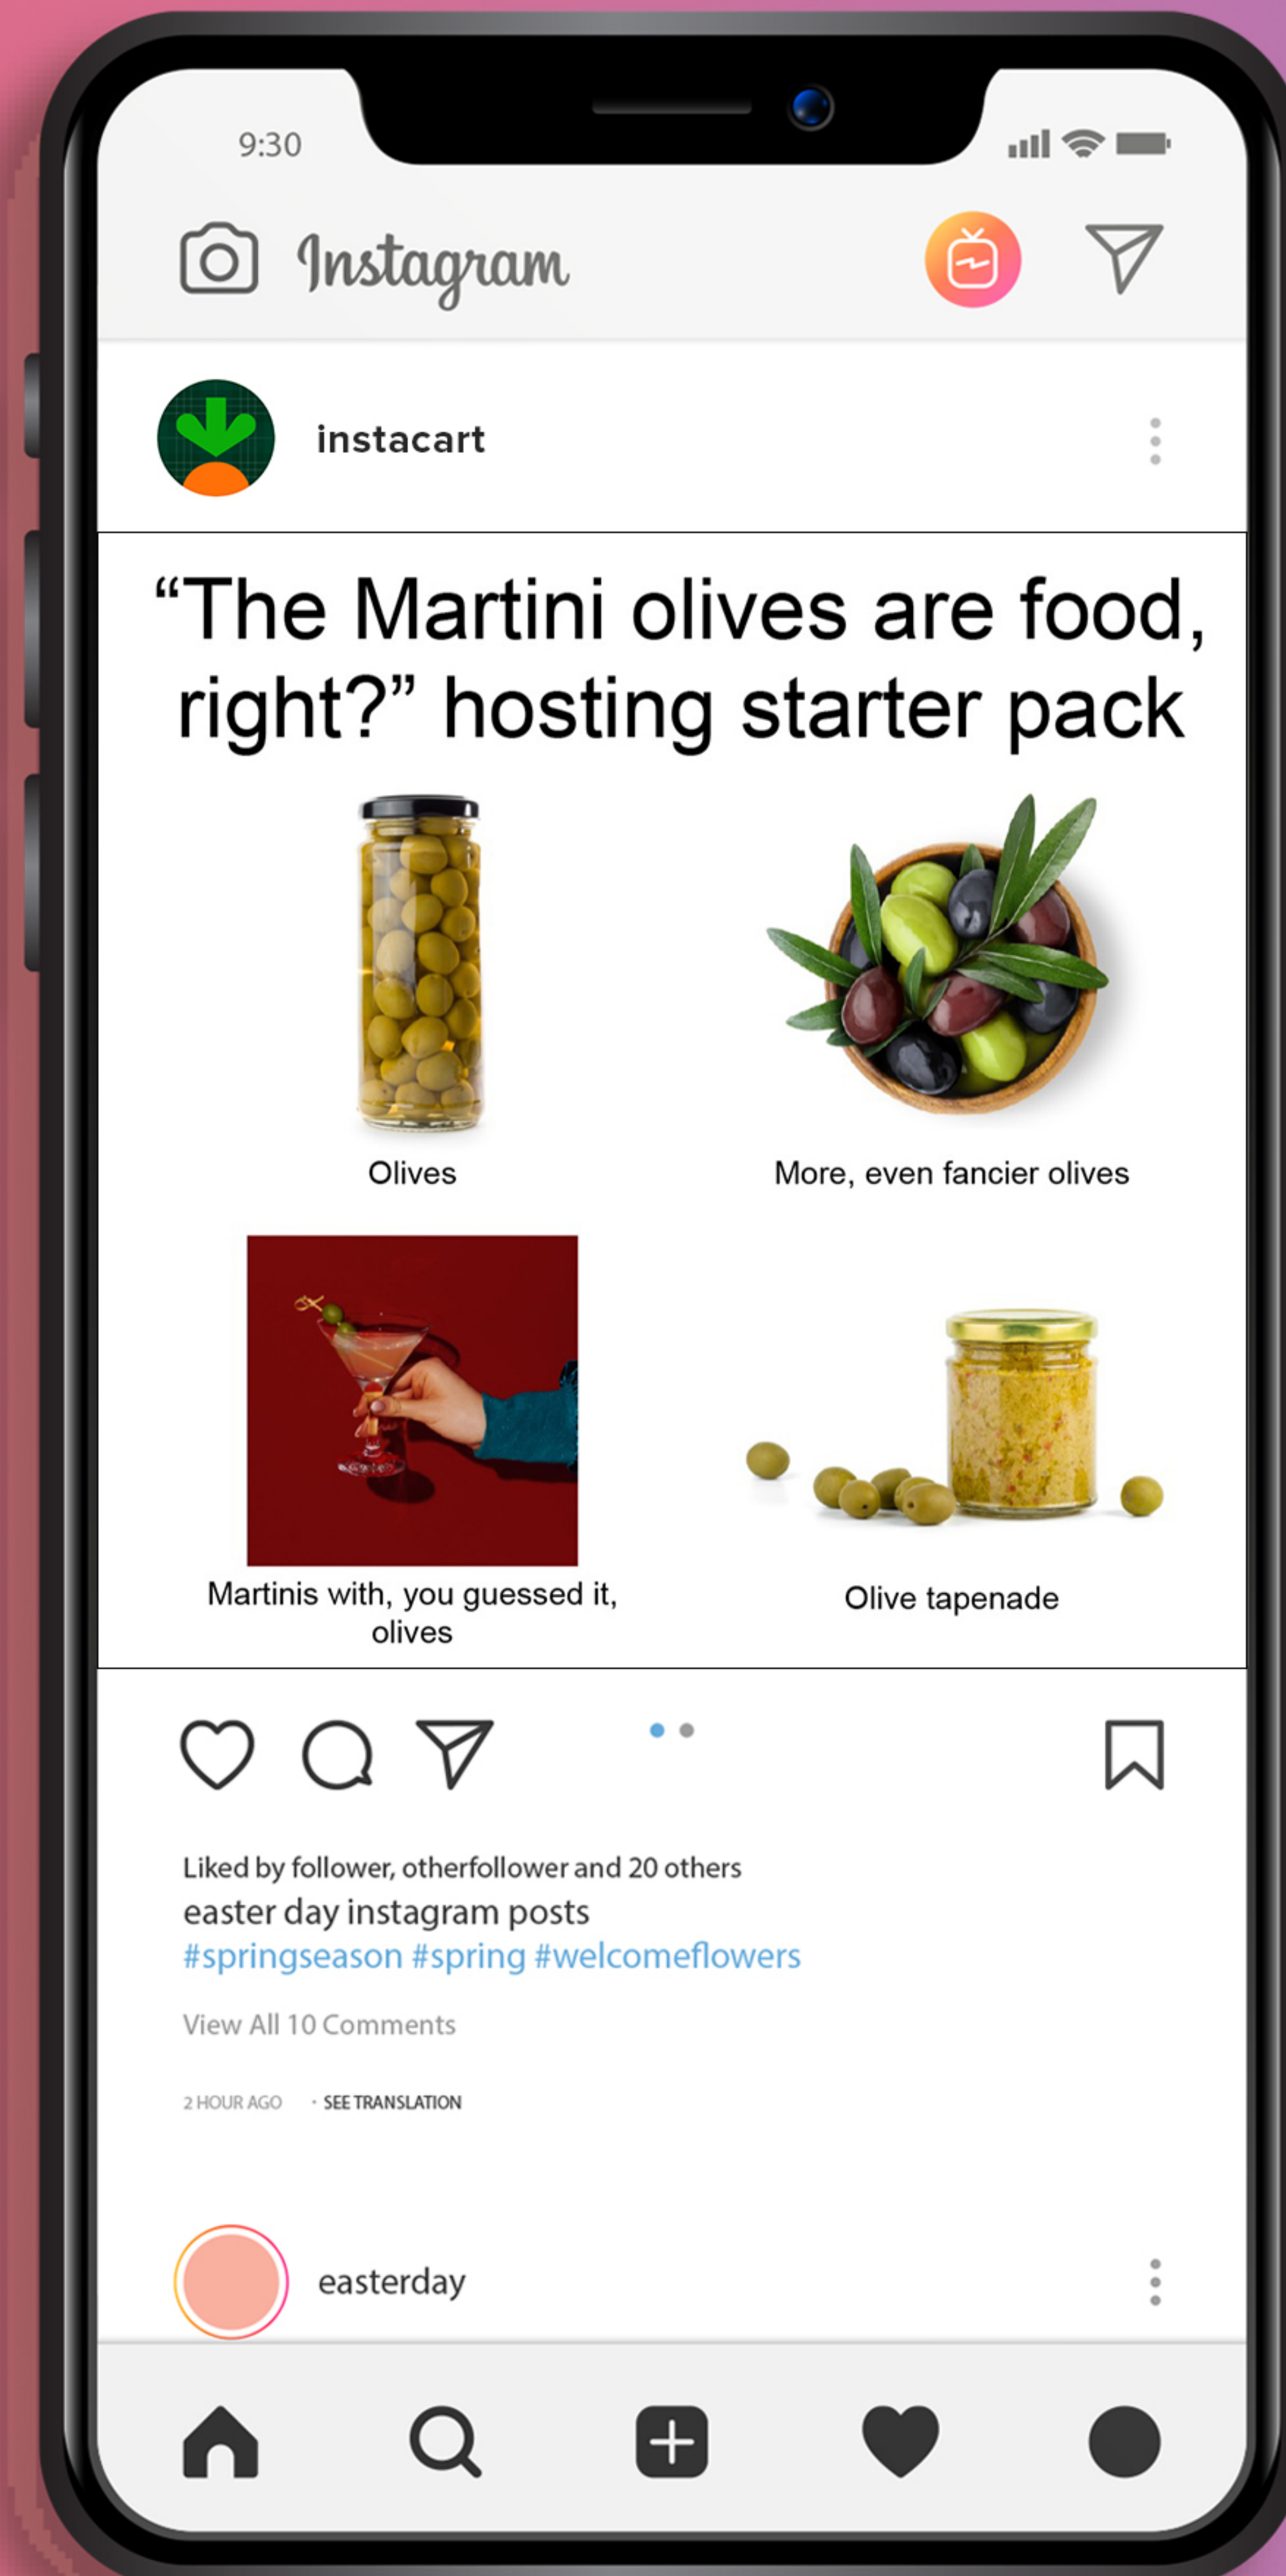 9:30
Instagram
instacart
“The Martini olives are food,
right?” hosting starter pack
Olives
More, even fancier olives
Martinis with, you guessed it,
olives
Olive tapenade
Liked by follower, otherfollower and 20 others
easter day instagram posts
#springseason #spring #welcomeflowers
View All 10 Comments
2 HOUR AGO · SEE TRANSLATION
easterday